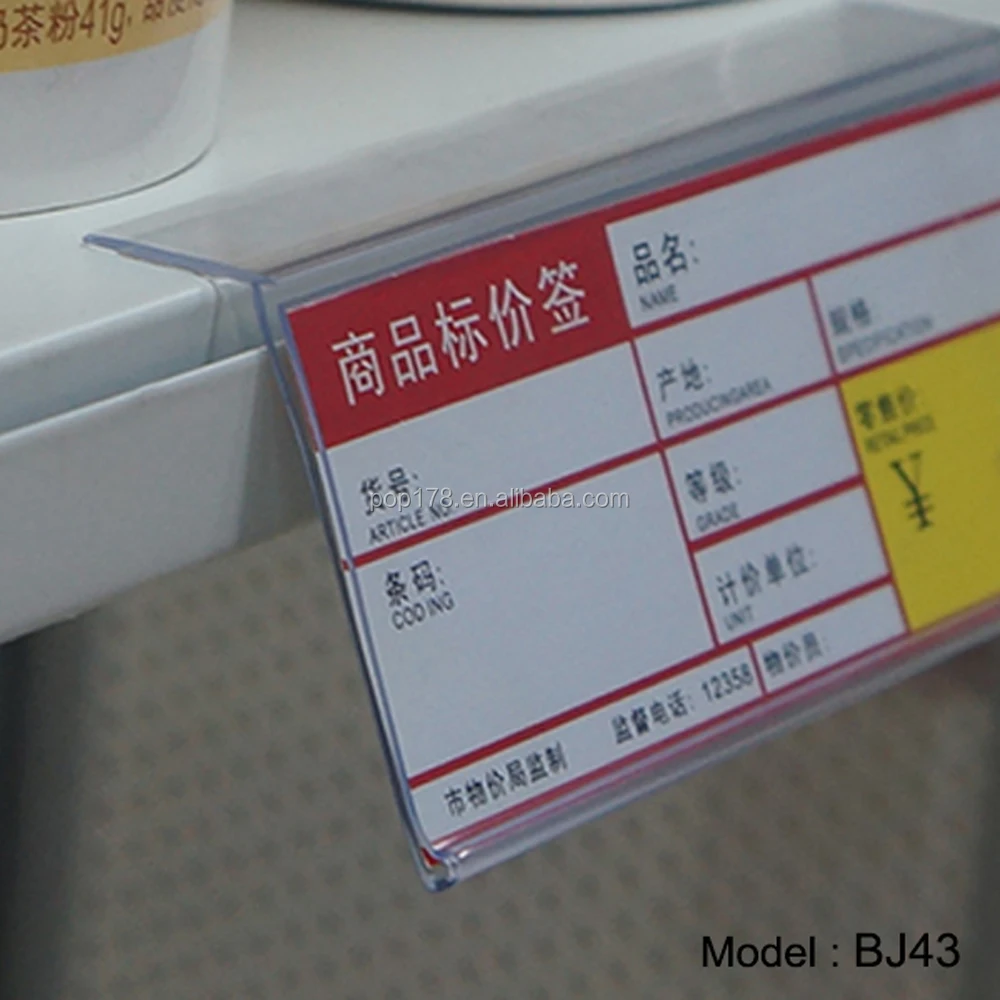 茶粉41g,
商品标价签
品名:
NAME
产地:
PRODUCINGAREA
规格:
SPECIFICATION
货号:
ARTICLE NO
等级:
GRADE
零售价
RETAIL PRICE
¥
条码:
COD ING
计价单位:
UNIT
市物价局监制
监督电话: 12358
物价员:
pop178.en.alibaba.com
Model : BJ43